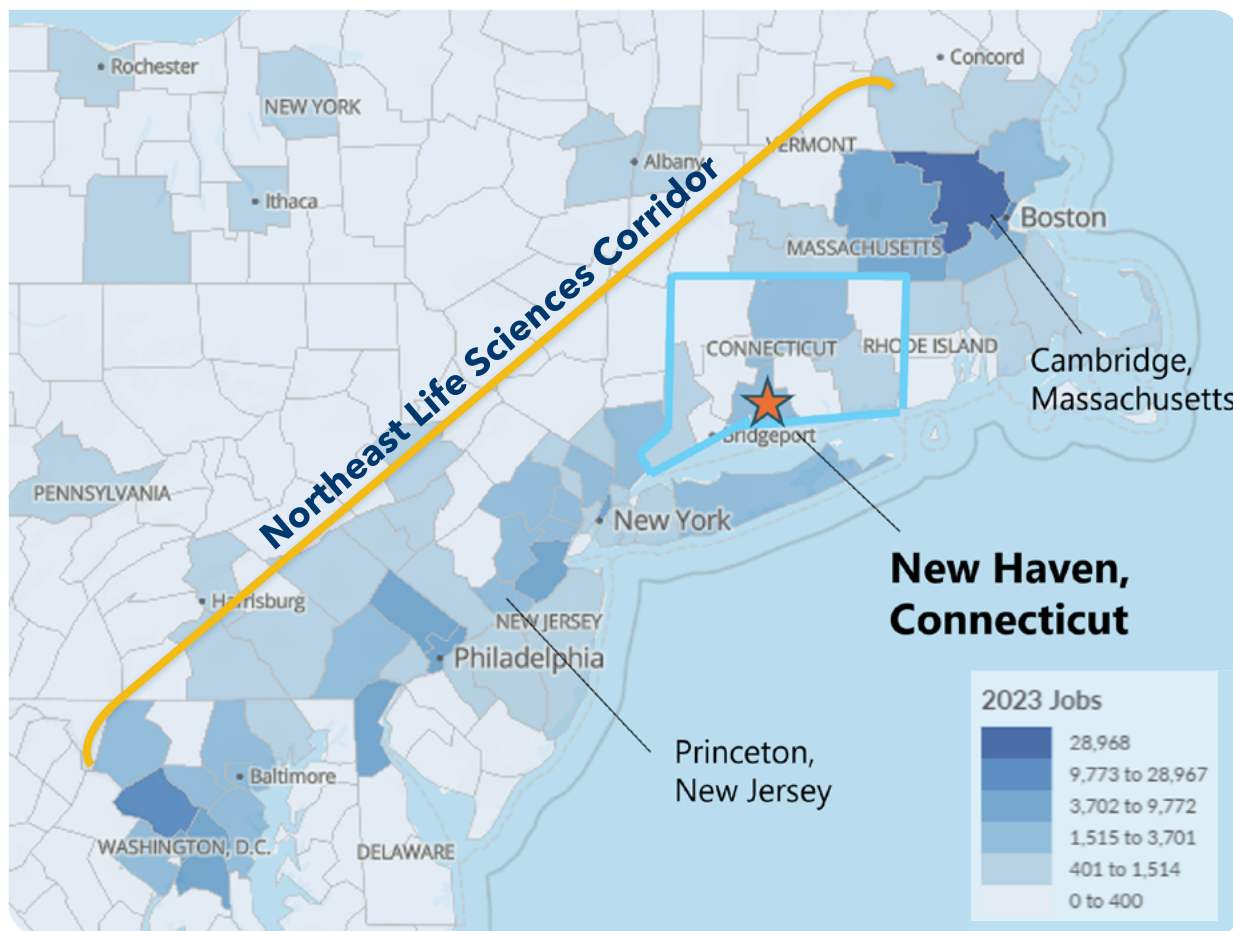 Concord
Rochester
NEW YORK
VERMONT
Albany
Ithaca
Boston
MASSACHUSETTS
Northeast Life Sciences Corridor
CONNECTICUT
RHODE ISLAND
Cambridge,
Massachusetts
Bridgeport
PENNSYLVANIA
New York
New Haven,
Connecticut
Harrisburg
NEW JERSEY
Philadelphia
Princeton,
New Jersey
Baltimore
WASHINGTON, D.C.
DELAWARE
2023 Jobs
28,968
9,773 to 28,967
3,702 to 9,772
1,515 to 3,701
401 to 1,514
0 to 400